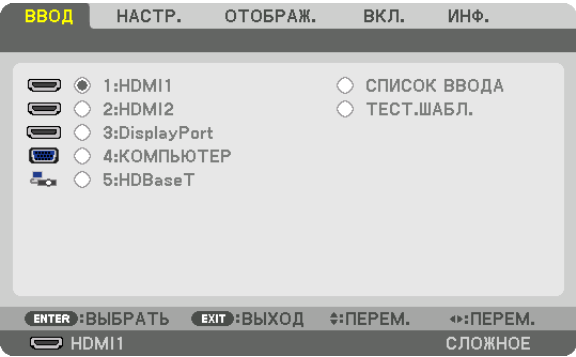 ВВОД НАСТР. ОТОБРАЖ. ВКЛ. ИНФ.
1:HDMI1 СПИСОК ВВОДА
2:HDMI2 ТЕСТ.ШАБЛ.
3:DisplayPort
4:КОМПЬЮТЕР
5:HDBaseT
ENTER :ВЫБРАТЬ EXIT :ВЫХОД :ПЕРЕМ. :ПЕРЕМ.
HDMI1 СЛОЖНОЕ